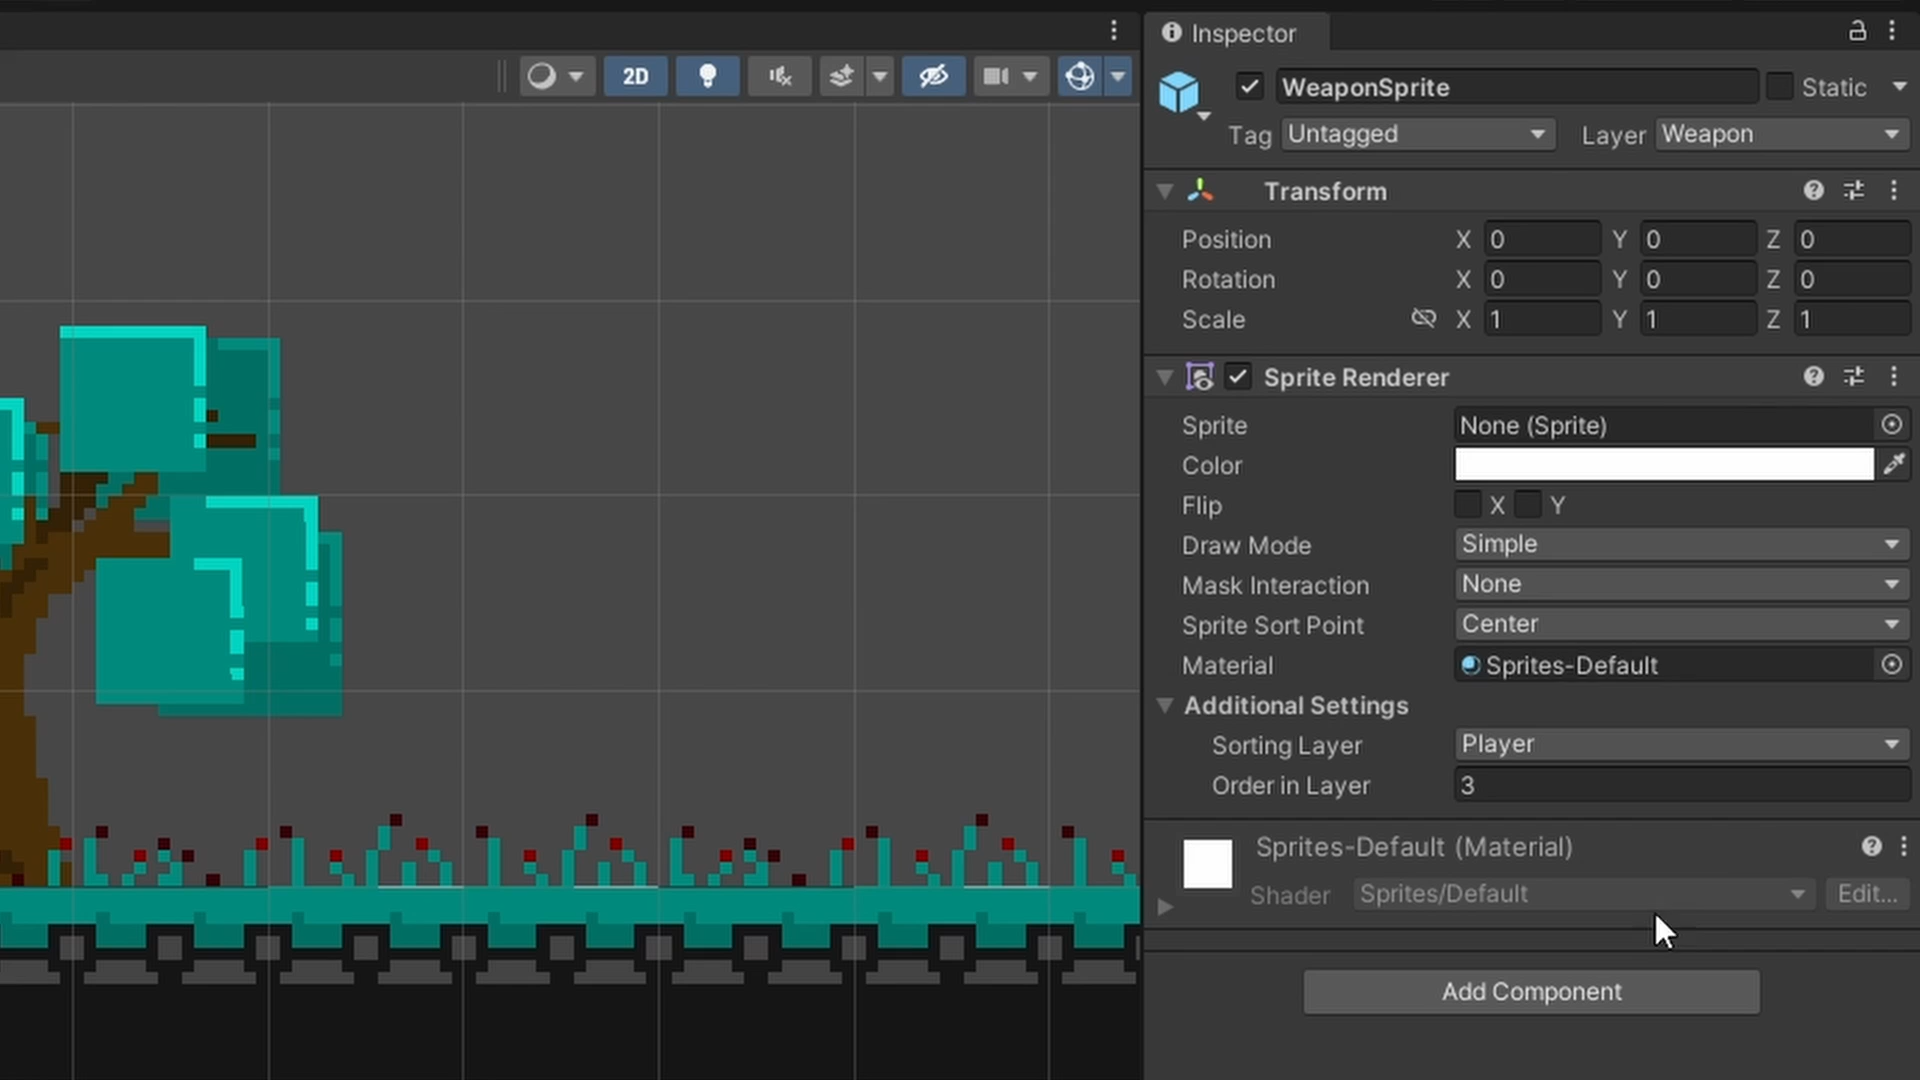 Inspector
2D
WeaponSprite
Static
Tag Untagged Layer Weapon
Transform
Position X 0 Y 0 Z 0
Rotation X 0 Y 0 Z 0
Scale X 1 Y 1 Z 1
Sprite Renderer
Sprite None (Sprite)
Color
Flip X Y
Draw Mode Simple
Mask Interaction None
Sprite Sort Point Center
Material Sprites-Default
Additional Settings
Sorting Layer Player
Order in Layer 3
Sprites-Default (Material)
Shader Sprites/Default Edit...
Add Component